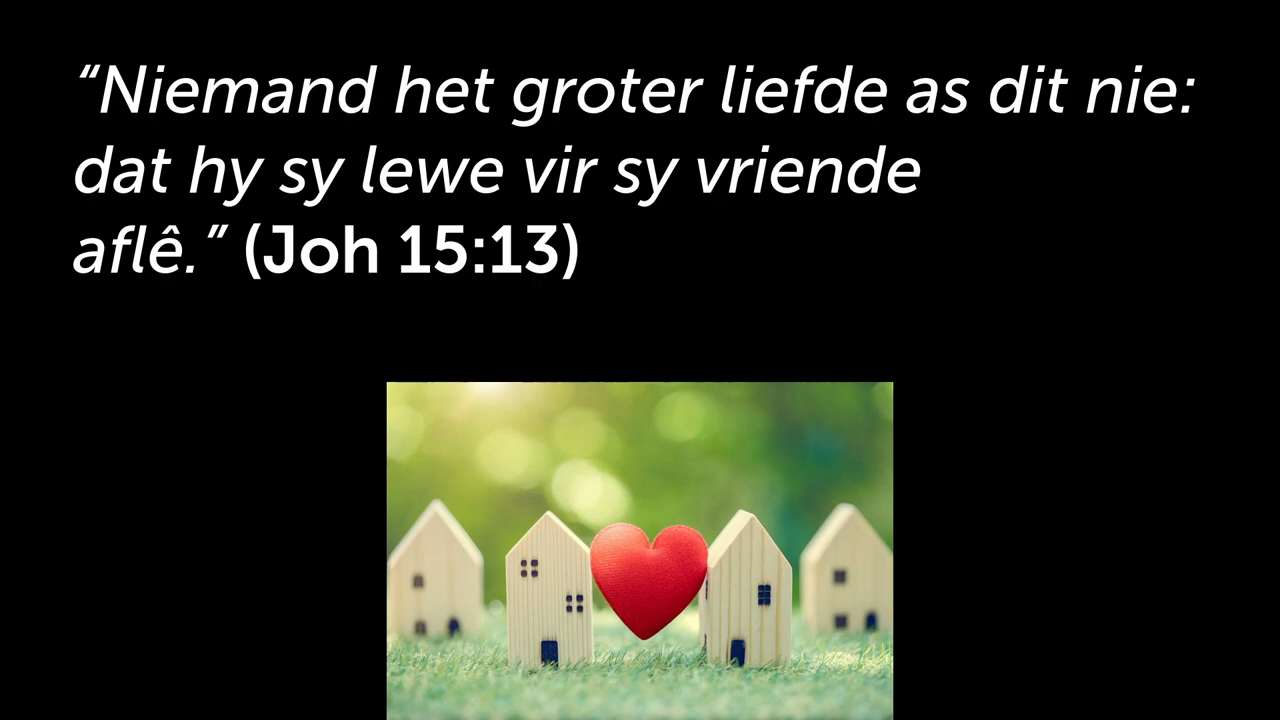 “Niemand het groter liefde as dit nie:
dat hy sy lewe vir sy vriende
aflê.” (Joh 15:13)